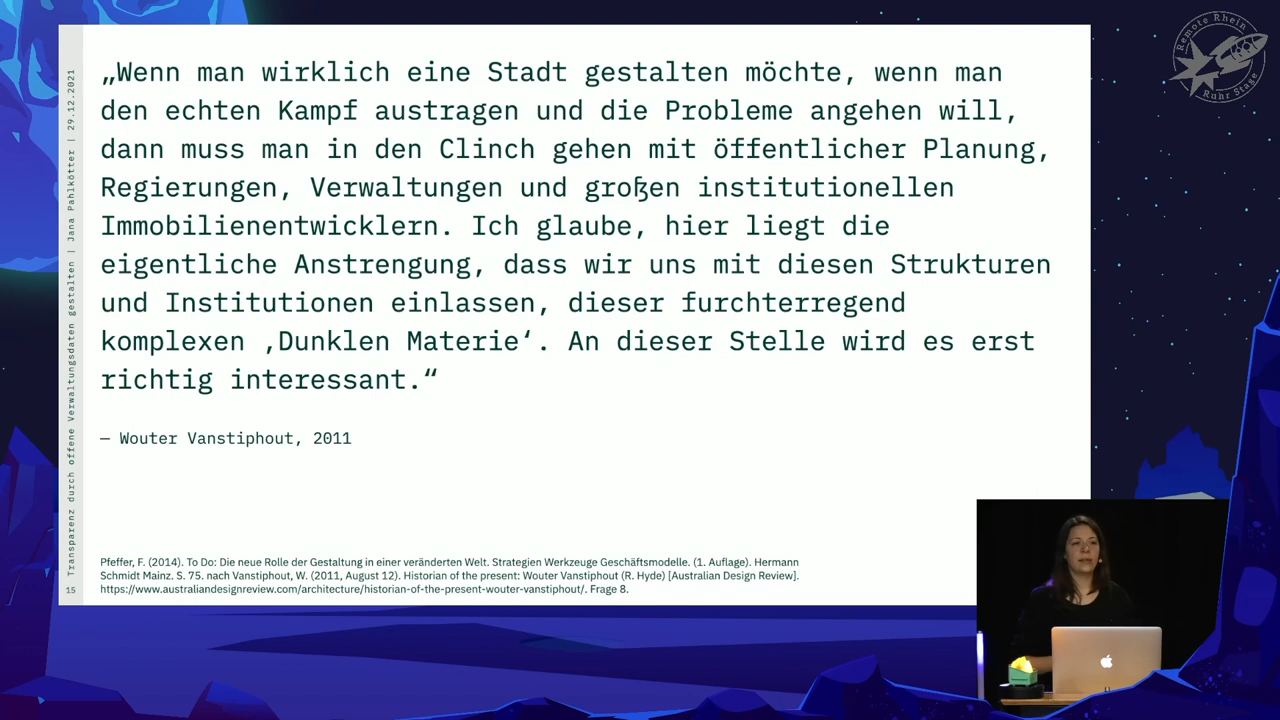 „Wenn man wirklich eine Stadt gestalten möchte, wenn man
den echten Kampf austragen und die Probleme angehen will,
dann muss man in den Clinch gehen mit öffentlicher Planung,
Regierungen, Verwaltungen und großen institutionellen
Immobilienentwicklern. Ich glaube, hier liegt die
eigentliche Anstrengung, dass wir uns mit diesen Strukturen
und Institutionen einlassen, dieser furchterregend
komplexen ‚Dunklen Materie‘. An dieser Stelle wird es erst
richtig interessant.“
— Wouter Vanstiphout, 2011
Pfeffer, F. (2014). To Do: Die neue Rolle der Gestaltung in einer veränderten Welt. Strategien Werkzeuge Geschäftsmodelle. (1. Auflage). Hermann
Schmidt Mainz. S. 75. nach Vanstiphout, W. (2011, August 12). Historian of the present: Wouter Vanstiphout (R. Hyde) [Australian Design Review].
https://www.australiandesignreview.com/architecture/historian-of-the-present-wouter-vanstiphout/. Frage 8.
Transparenz durch offene Verwaltungsdaten gestalten | Jana Pahlkötter | 29.12.2021
15
Remote Rhein
Ruhr Stage